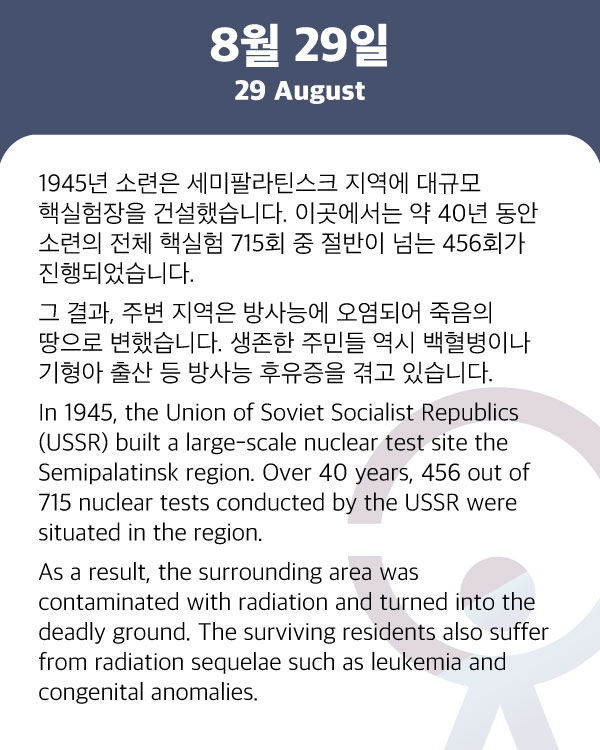 8월 29일
29 August
1945년 소련은 세미팔라틴스크 지역에 대규모
핵실험장을 건설했습니다. 이곳에서는 약 40년 동안
소련의 전체 핵실험 715회 중 절반이 넘는 456회가
진행되었습니다.
그 결과, 주변 지역은 방사능에 오염되어 죽음의
땅으로 변했습니다. 생존한 주민들 역시 백혈병이나
기형아 출산 등 방사능 후유증을 겪고 있습니다.
In 1945, the Union of Soviet Socialist Republics
(USSR) built a large-scale nuclear test site the
Semipalatinsk region. Over 40 years, 456 out of
715 nuclear tests conducted by the USSR were
situated in the region.
As a result, the surrounding area was
contaminated with radiation and turned into the
deadly ground. The surviving residents also suffer
from radiation sequelae such as leukemia and
congenital anomalies.